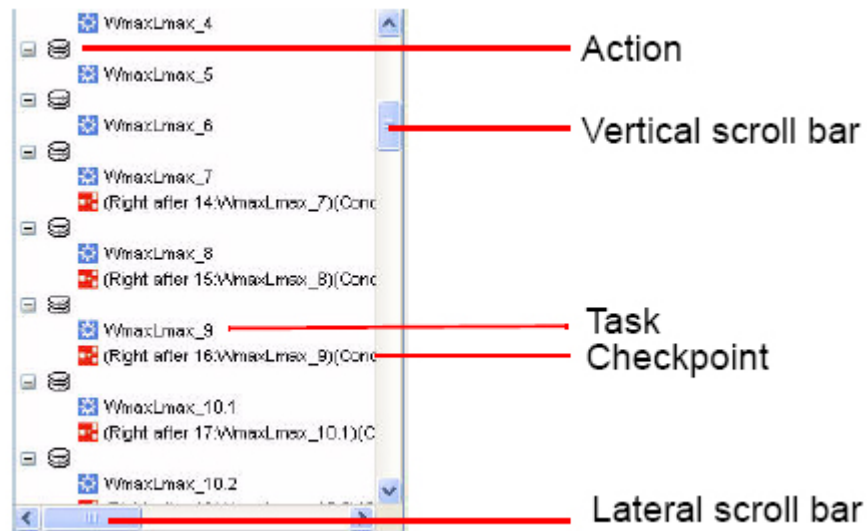 WmaxLmax_4
Action
WmaxLmax_5
WmaxLmax_6
Vertical scroll bar
WmaxLmax_7
(Right after 14:WmaxLmax_7)(Conc
WmaxLmax_8
(Right after 15:WmaxLmax_8)(Conc
WmaxLmax_9
Task
(Right after 16:WmaxLmax_9)(Conc
Checkpoint
WmaxLmax_10.1
(Right after 17:WmaxLmax_10.1)(C
WmaxLmax_10.2
Lateral scroll bar